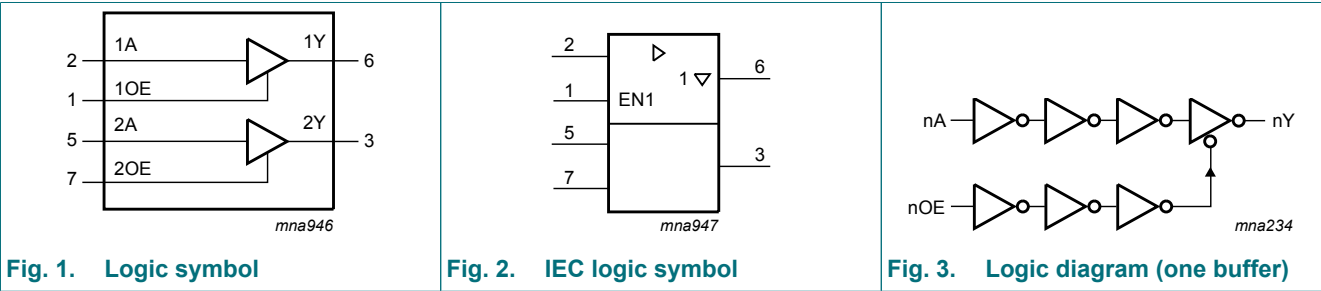 1A 1Y
2 6
1OE
1
2A 2Y
5 3
2OE
7
mna946
Fig. 1. Logic symbol
2
1 6
1 EN1
5
3
7
mna947
Fig. 2. IEC logic symbol
nA nY
nOE
mna234
Fig. 3. Logic diagram (one buffer)